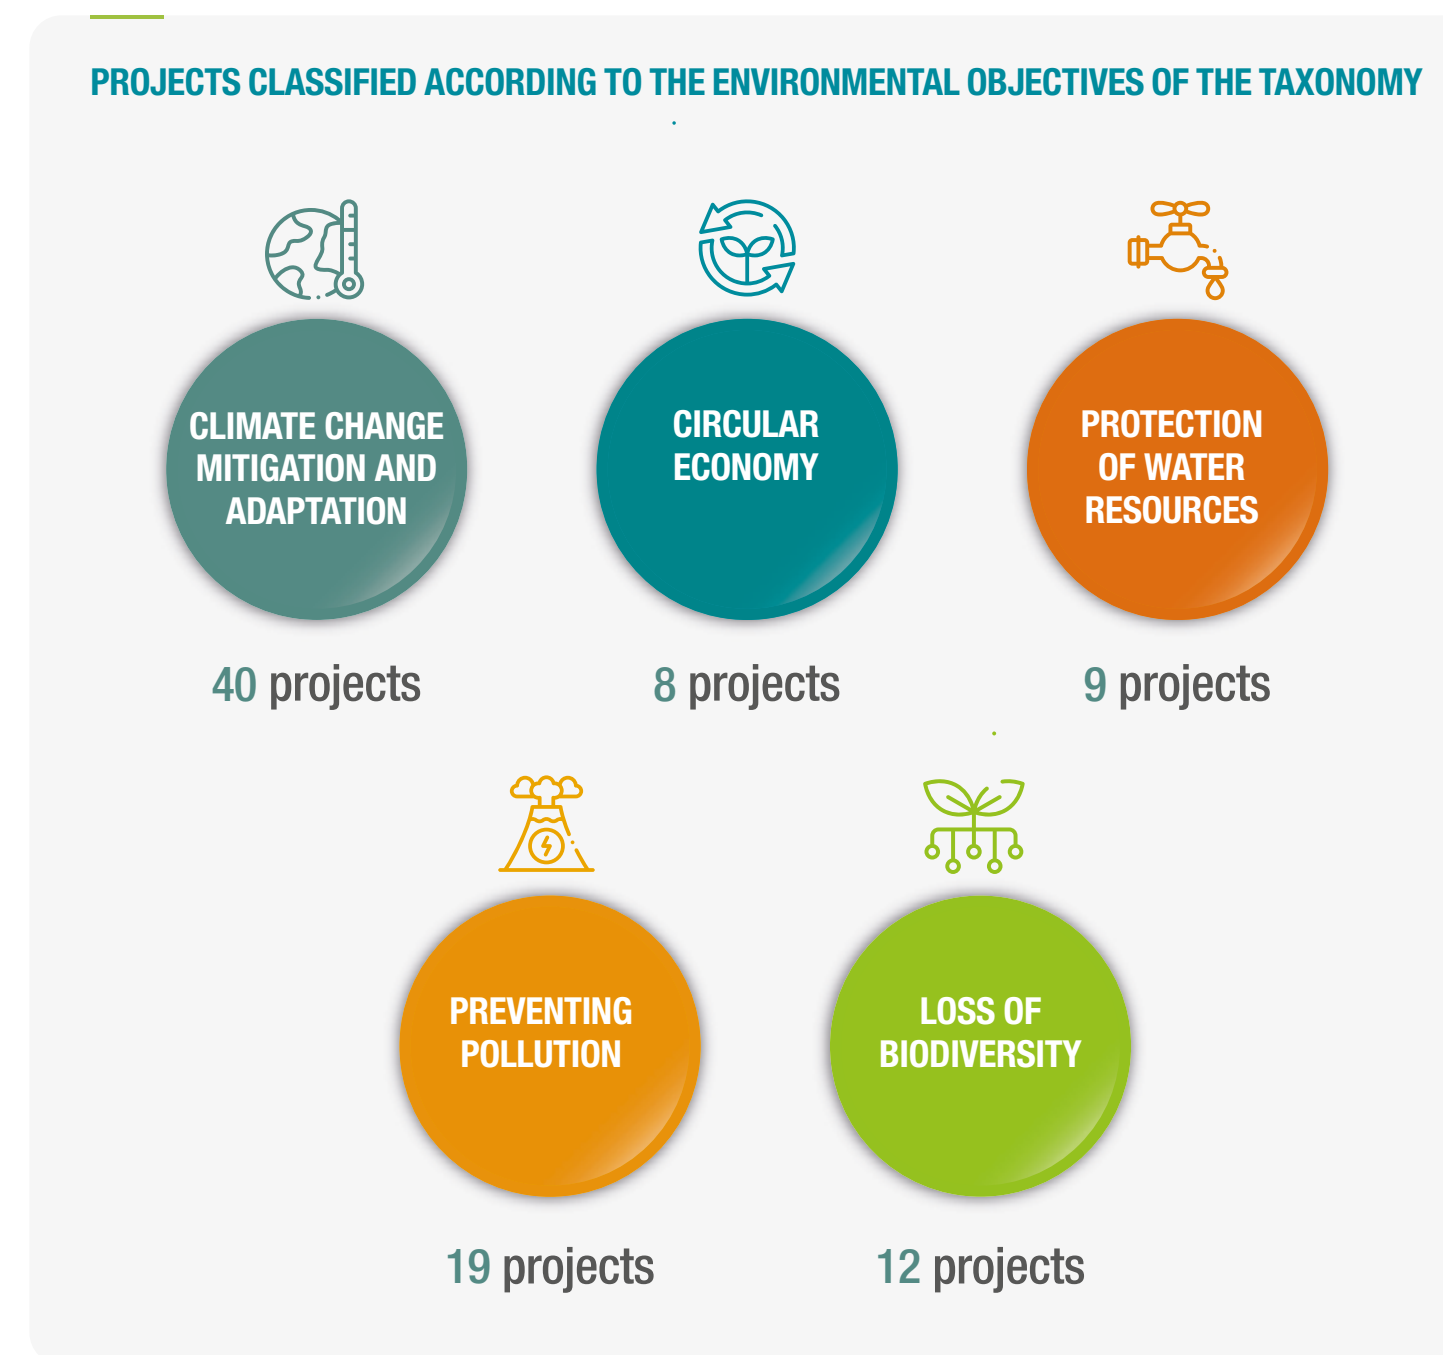 PROJECTS CLASSIFIED ACCORDING TO THE ENVIRONMENTAL OBJECTIVES OF THE TAXONOMY
CLIMATE CHANGE
MITIGATION AND
ADAPTATION
40 projects
CIRCULAR
ECONOMY
8 projects
PROTECTION
OF WATER
RESOURCES
9 projects
PREVENTING
POLLUTION
19 projects
LOSS OF
BIODIVERSITY
12 projects